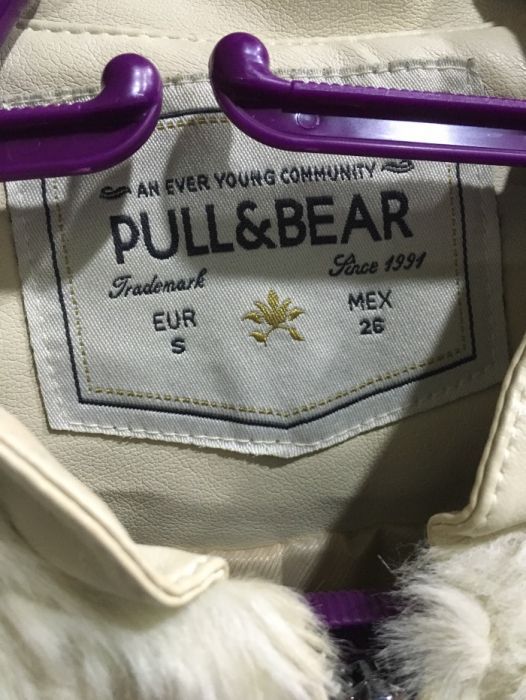 AN EVER YOUNG COMMUNITY
PULL&BEAR
Trademark Since 1991
EUR MEX
S 26